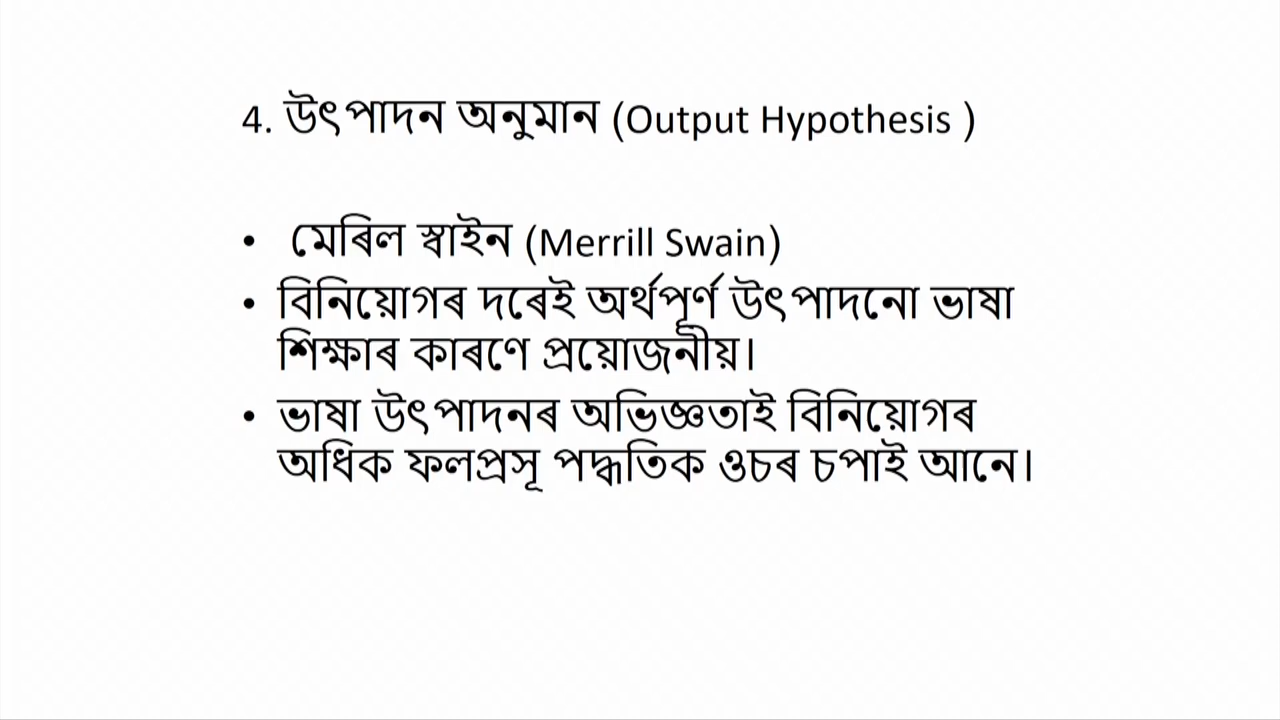 4. উৎপাদন অনুমান (Output Hypothesis )
• মেৰিল স্বাইন (Merrill Swain)
• বিনিয়োগৰ দৰেই অৰ্থপূৰ্ণ উৎপাদনো ভাষা
শিক্ষাৰ কাৰণে প্ৰয়োজনীয়।
• ভাষা উৎপাদনৰ অভিজ্ঞতাই বিনিয়োগৰ
অধিক ফলপ্ৰসূ পদ্ধতিক ওচৰ চপাই আনে।